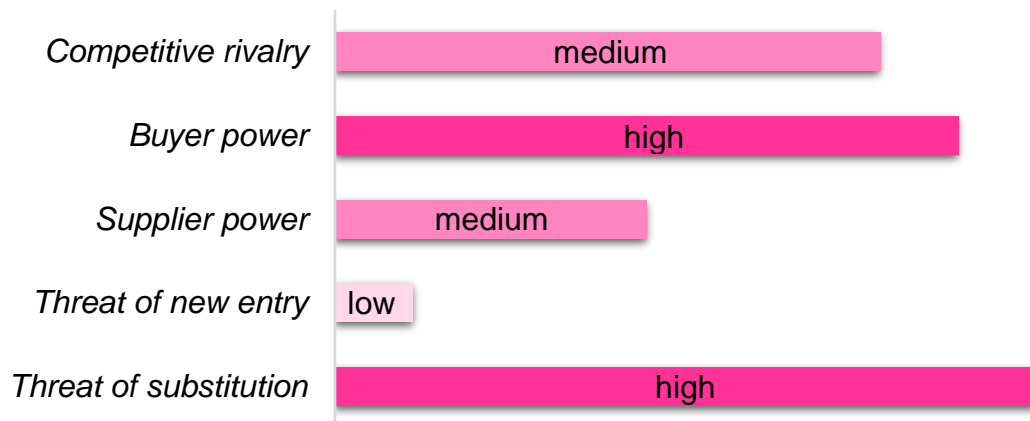 Competitive rivalry medium
Buyer power high
Supplier power medium
Threat of new entry low
Threat of substitution high